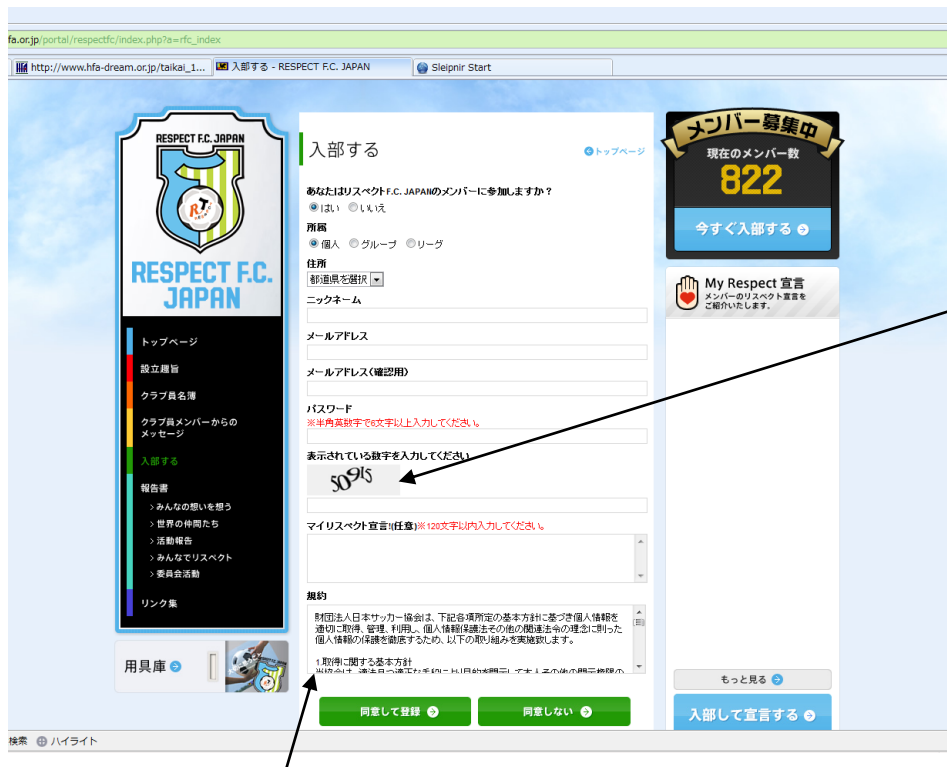 fa.or.jp/portal/respectfc/index.php?a=rfc_index
http://www.hfa-dream.or.jp/taikai_1...
入部する - RESPECT F.C. JAPAN
Sleipnir Start
RESPECT F.C. JAPAN
RESPECT F.C.
JAPAN
トップページ
設立趣旨
クラブ員名簿
クラブ員メンバーからの
メッセージ
入部する
報告書
> みんなの想いを想う
> 世界の仲間たち
> 活動報告
> みんなでリスペクト
> 委員会活動
リンク集
用具庫
入部する
トップページ
あなたはリスペクトF.C. JAPANのメンバーに参加しますか?
はい いいえ
所属
個人 グループ リーグ
住所
都道府県を選択
ニックネーム
メールアドレス
メールアドレス(確認用)
パスワード
※半角英数字で6文字以上入力してください。
表示されている数字を入力してください
50915
マイリスペクト宣言!(任意)※120文字以内入力してください。
規約
財団法人日本サッカー協会は、下記各項所定の基本方針に基づき個人情報を
適切に取得、管理、利用し、個人情報保護法その他の関連法令の理念に則った
個人情報の保護を徹底するため、以下の取り組みを実施致します。
1.取得に関する基本方針
同意して登録
同意しない
メンバー募集中
現在のメンバー数
822
今すぐ入部する
My Respect 宣言
メンバーのリスペクト宣言を
ご紹介いたします。
もっと見る
入部して宣言する
検索 ハイライト